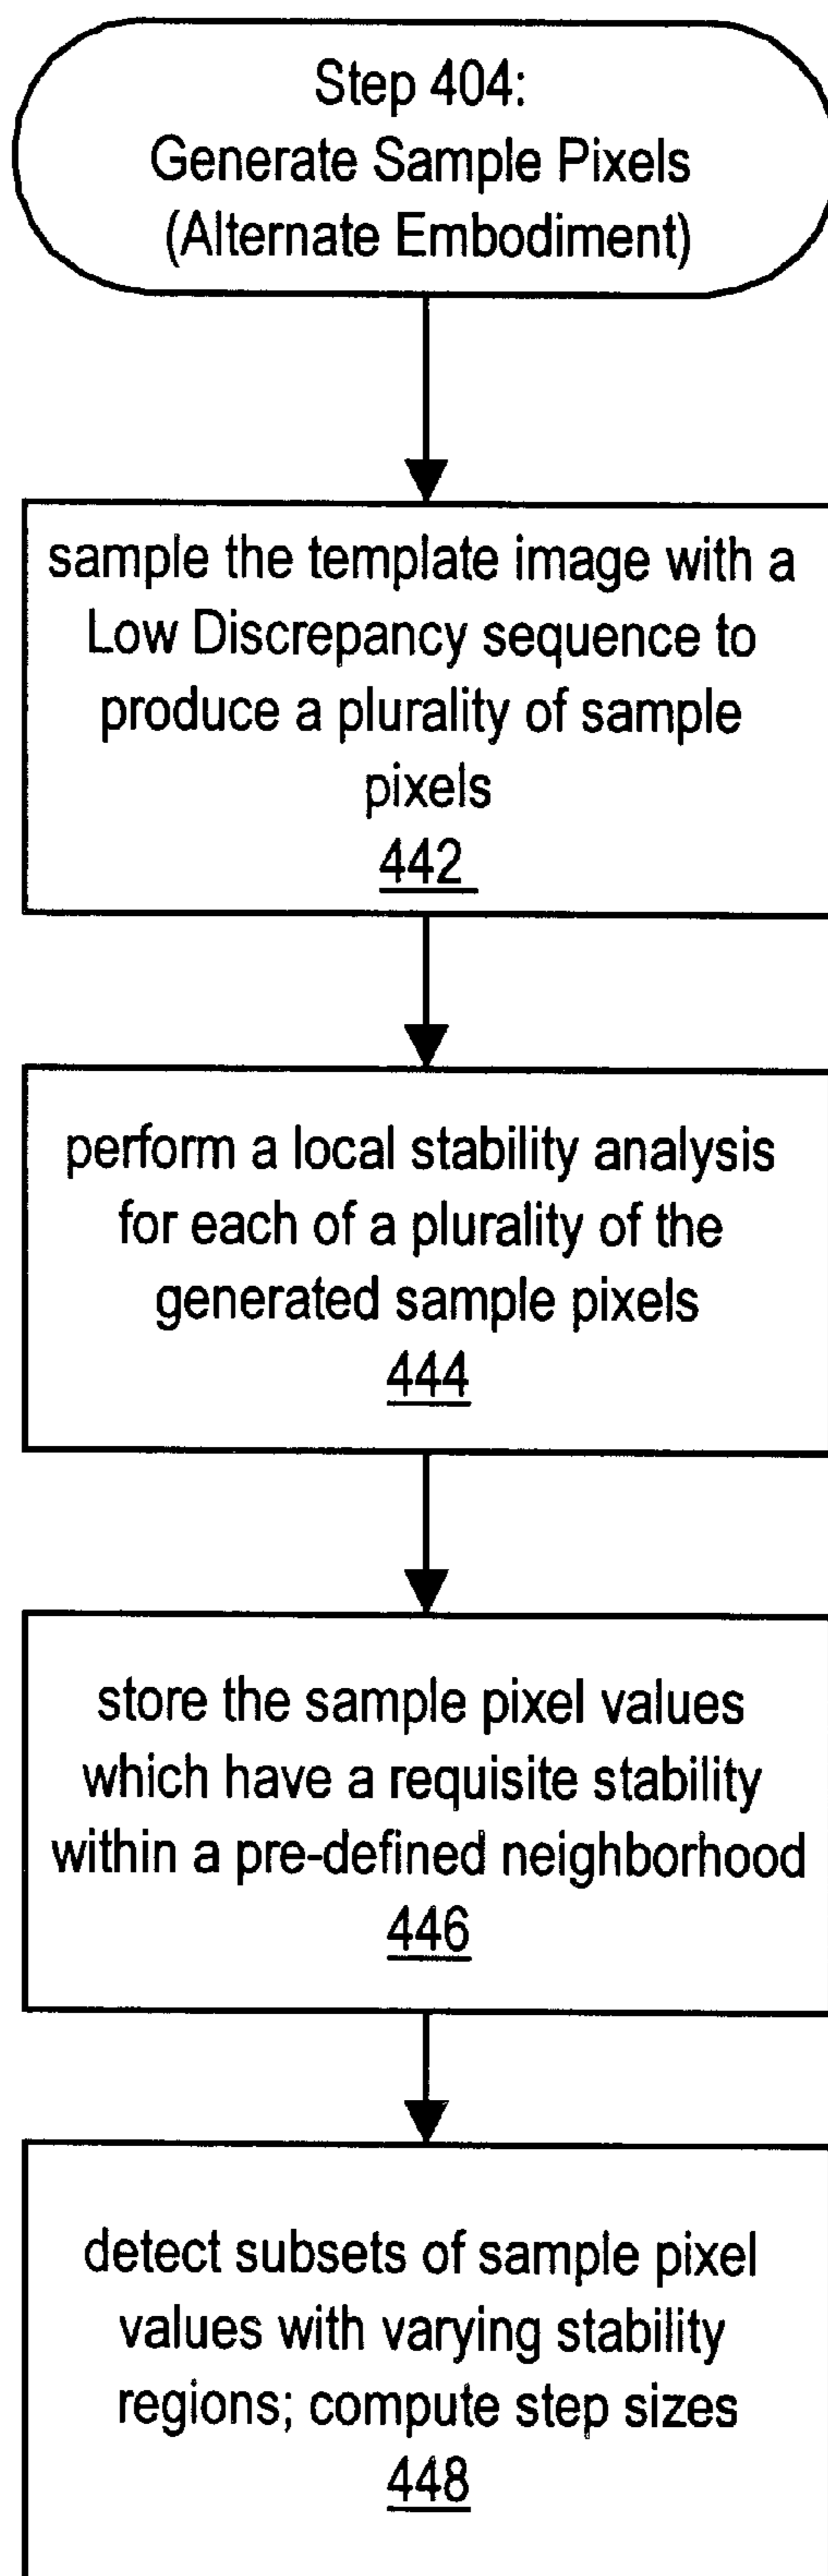 Step 404:
Generate Sample Pixels
(Alternate Embodiment)
sample the template image with a
Low Discrepancy sequence to
produce a plurality of sample
pixels
442
perform a local stability analysis
for each of a plurality of the
generated sample pixels
444
store the sample pixel values
which have a requisite stability
within a pre-defined neighborhood
446
detect subsets of sample pixel
values with varying stability
regions; compute step sizes
448